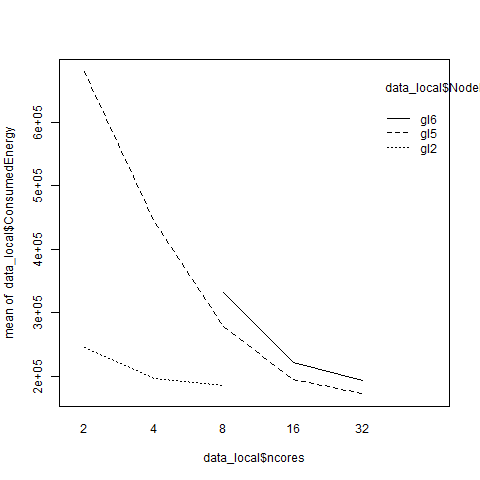 data_local$Nodel
gl6
gl5
gl2
mean of data_local$ConsumedEnergy
6e+05
5e+05
4e+05
3e+05
2e+05
2
4
8
16
32
data_local$ncores